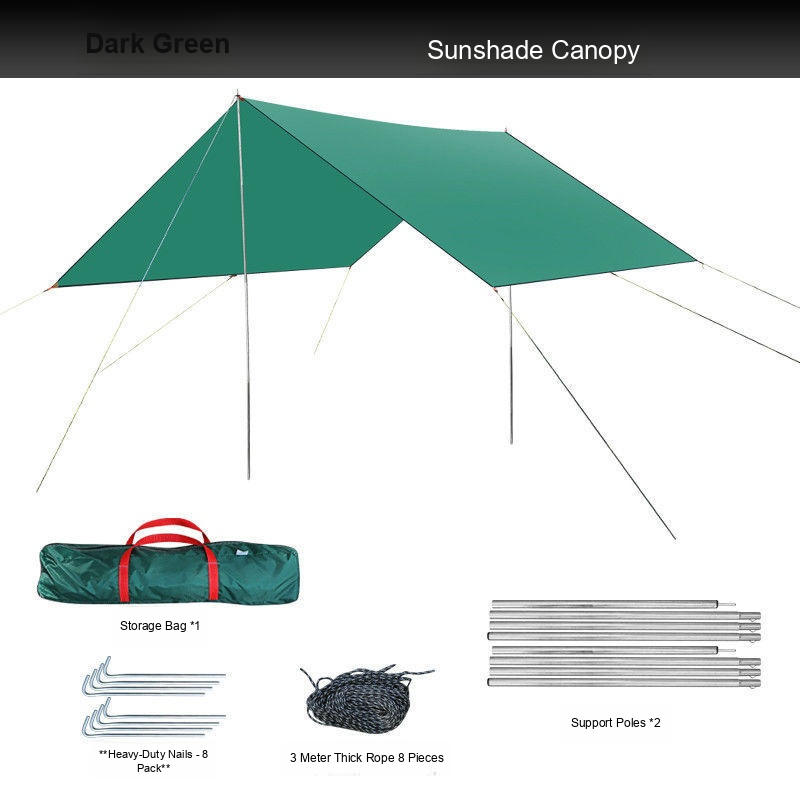 Dark Green
Sunshade Canopy
Storage Bag *1
**Heavy-Duty Nails - 8
Pack**
3 Meter Thick Rope 8 Pieces
Support Poles *2